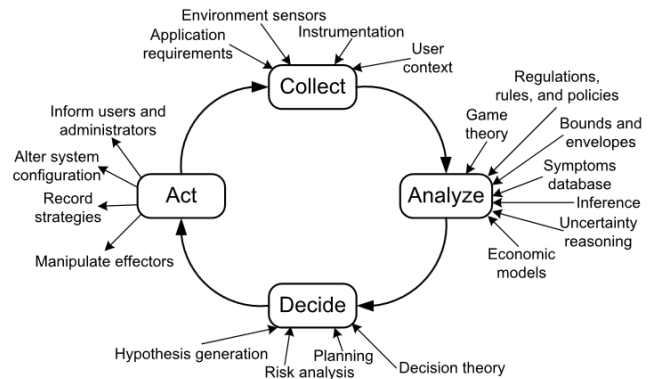 Environment sensors
Application
requirements
Instrumentation
User
context
Collect
Regulations,
rules, and policies
Game
theory
Bounds and
envelopes
Symptoms
database
Inference
Uncertainty
reasoning
Economic
models
Analyze
Inform users and
administrators
Alter system
configuration
Record
strategies
Manipulate effectors
Act
Decide
Hypothesis generation
Risk analysis
Planning
Decision theory